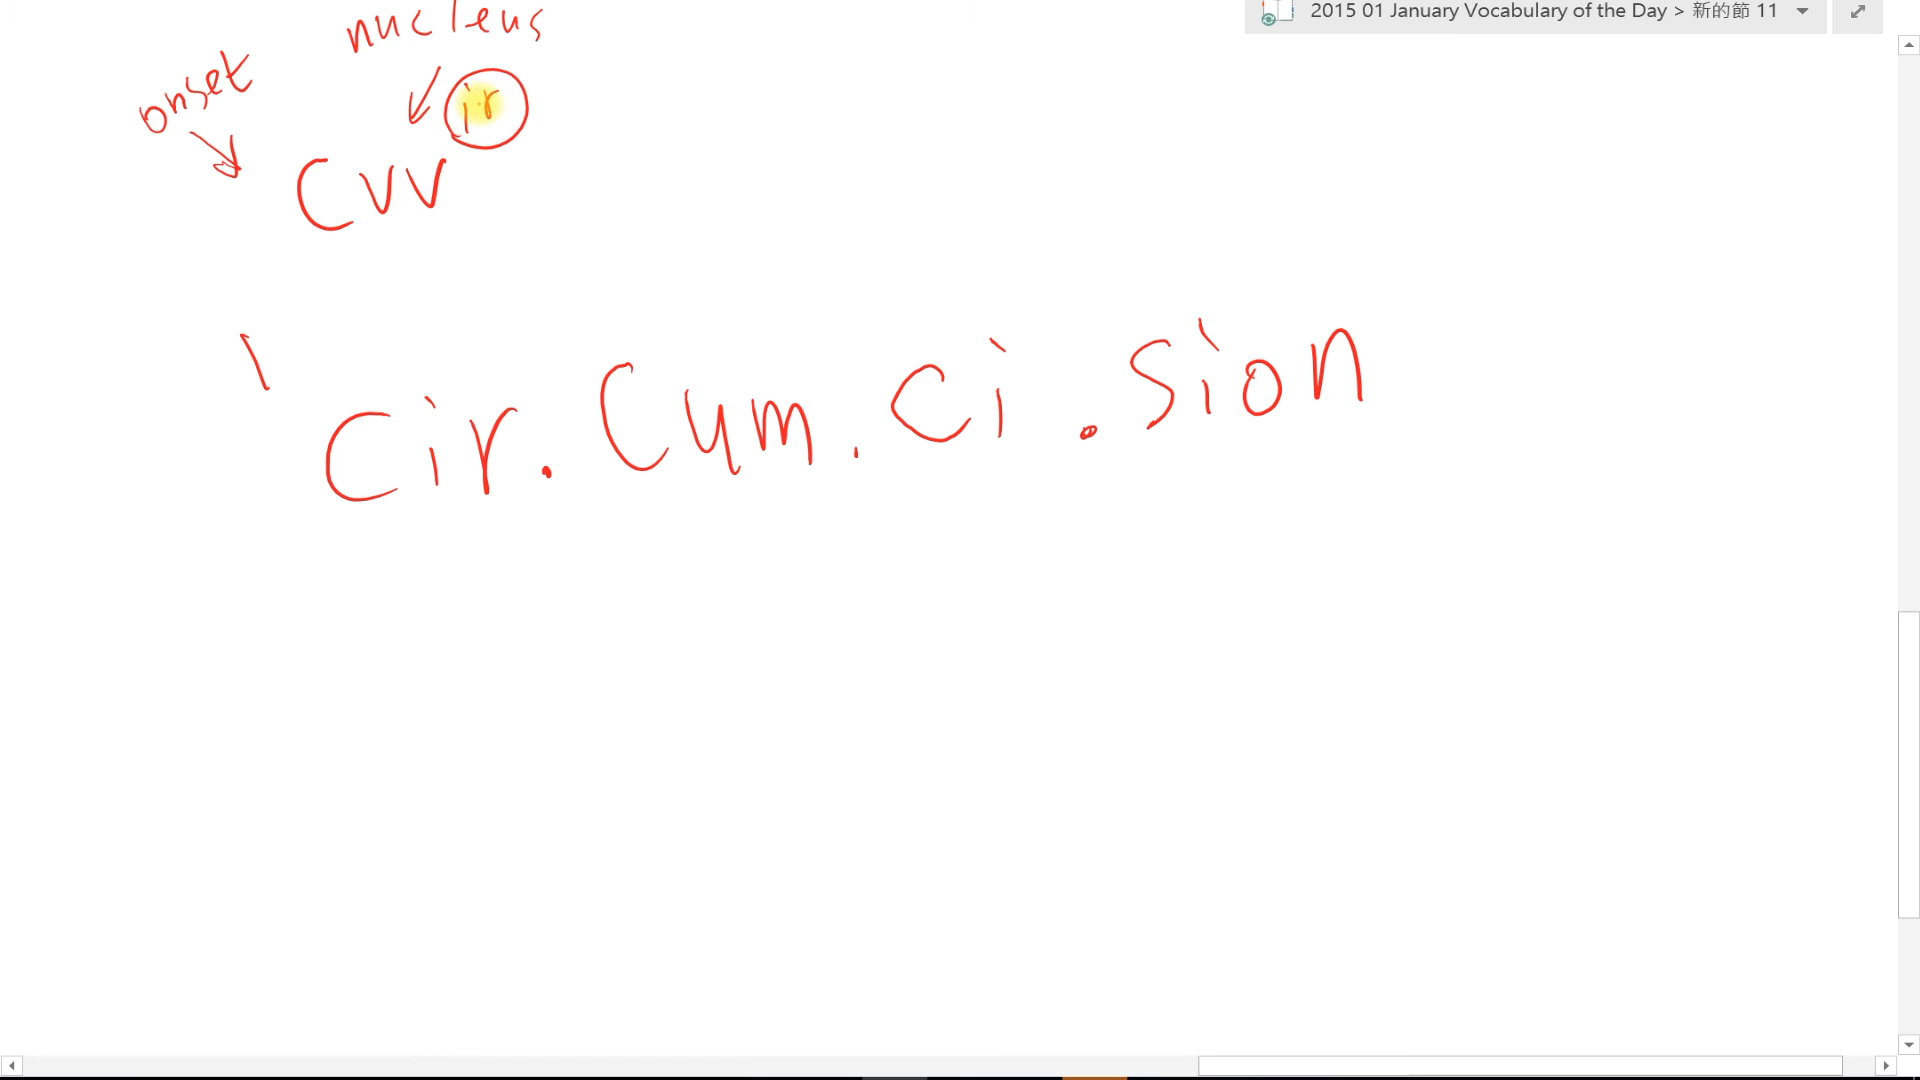 2015 01 January Vocabulary of the Day > 新的節 11
nucleus
onset
ir
CVV
Cir.Cum.Ci.Sion